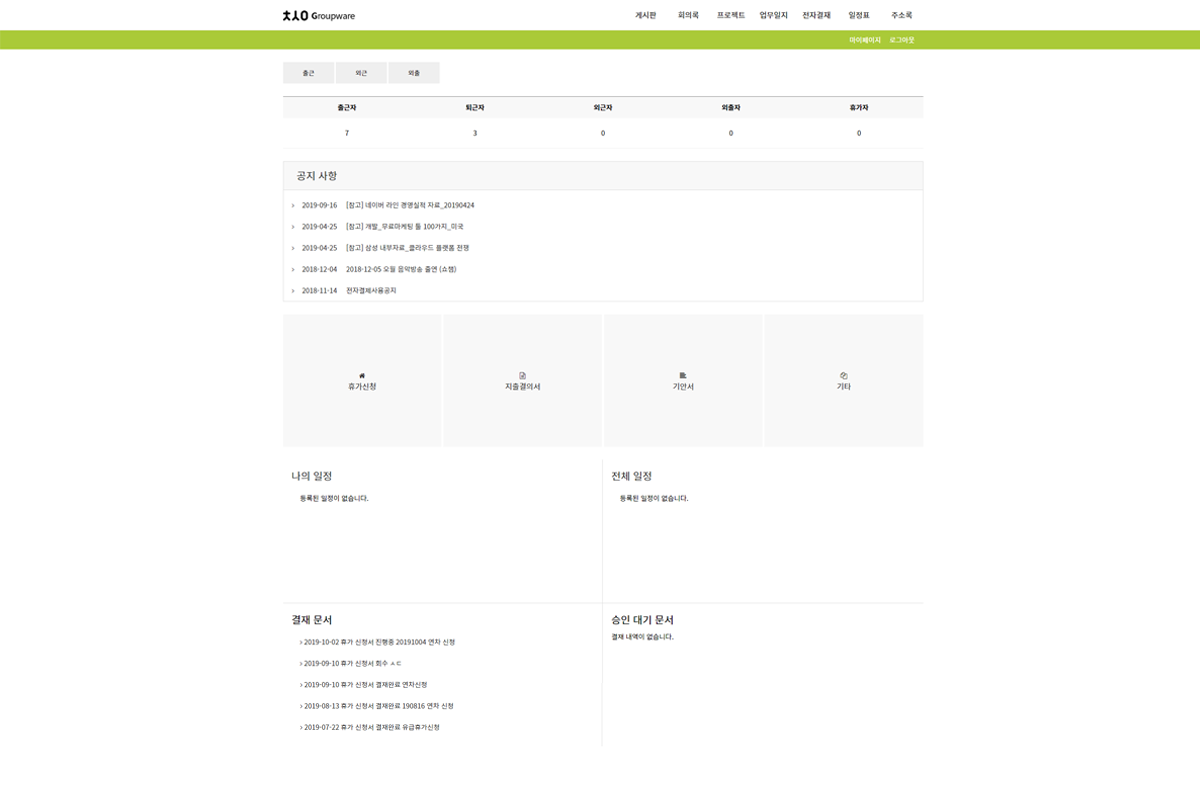 ㅊㅅㅇ Groupware
게시판 회의록 프로젝트 업무일지 전자결재 일정표 주소록
마이페이지 로그아웃
출근 외근 외출
출근자 퇴근자 외근자 외출자 휴가자
7 3 0 0 0
공지 사항
2019-09-16 [참고] 네이버 라인 경영실적 자료_20190424
2019-04-25 [참고] 개발_무료마케팅 툴 100가지_미국
2019-04-25 [참고] 삼성 내부자료_클라우드 플랫폼 전쟁
2018-12-04 2018-12-05 오월 음악방송 출연 (쇼챔)
2018-11-14 전자결제사용공지
휴가신청 지출결의서 기안서 기타
나의 일정 전체 일정
등록된 일정이 없습니다. 등록된 일정이 없습니다.
결재 문서
> 2019-10-02 휴가 신청서 진행중 20191004 연차 신청
> 2019-09-10 휴가 신청서 회수 ㅅㄷ
> 2019-09-10 휴가 신청서 결재완료 연차신청
> 2019-08-13 휴가 신청서 결재완료 190816 연차 신청
> 2019-07-22 휴가 신청서 결재완료 유급휴가신청
승인 대기 문서
결재 내역이 없습니다.